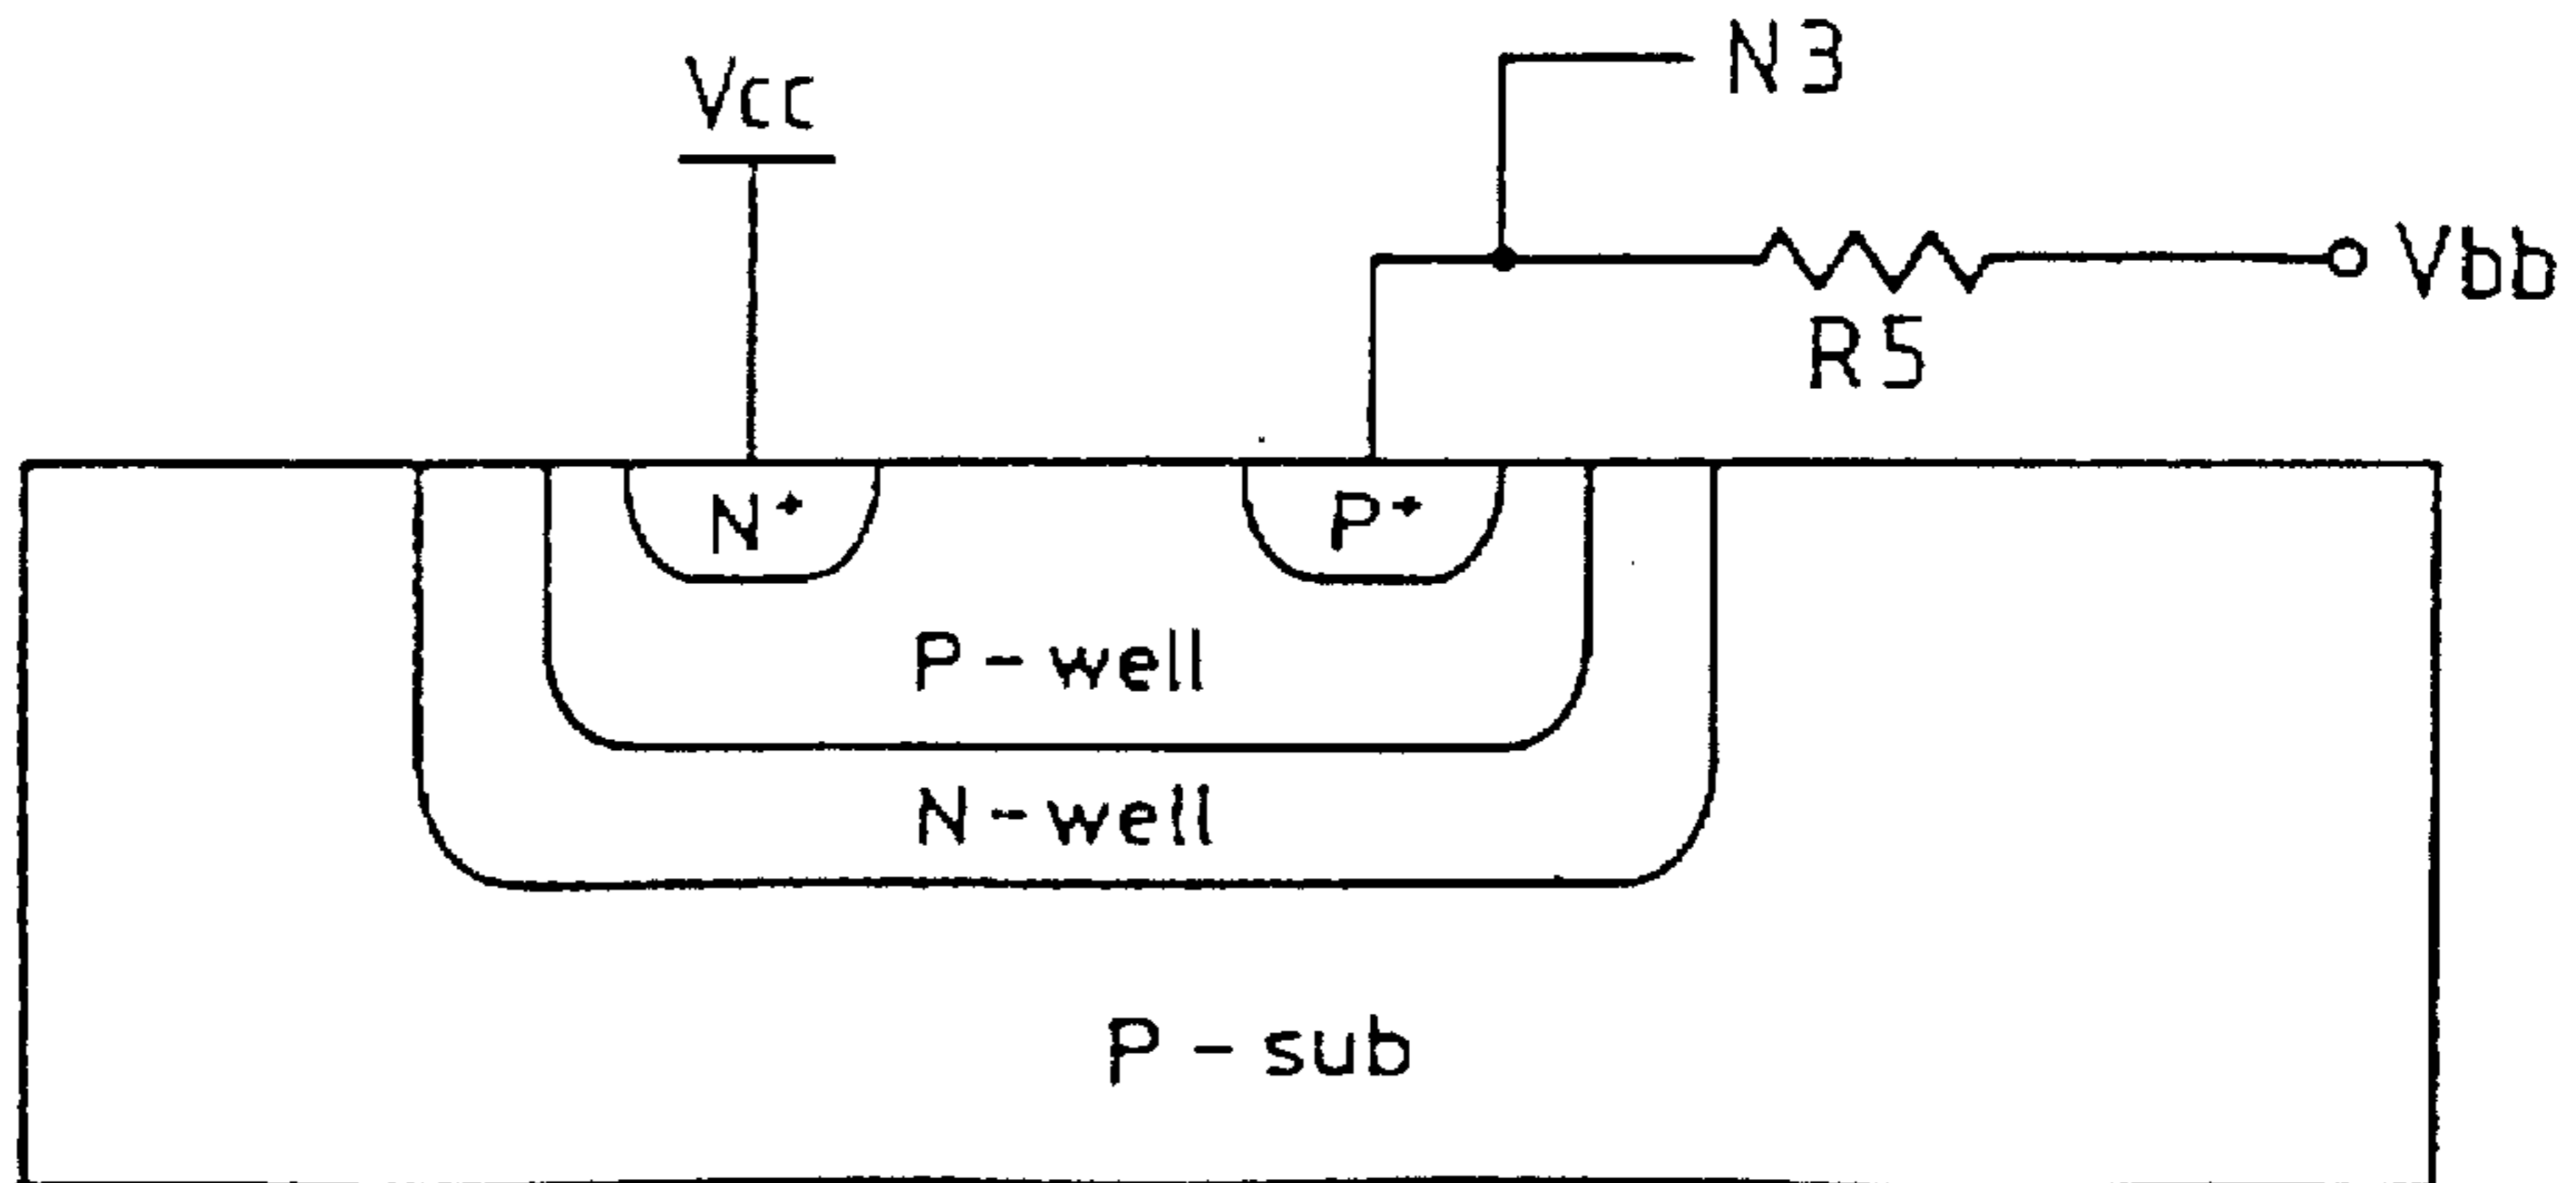 N3
Vcc
Vbb
R5
N+
P+
P-well
N-well
P-sub